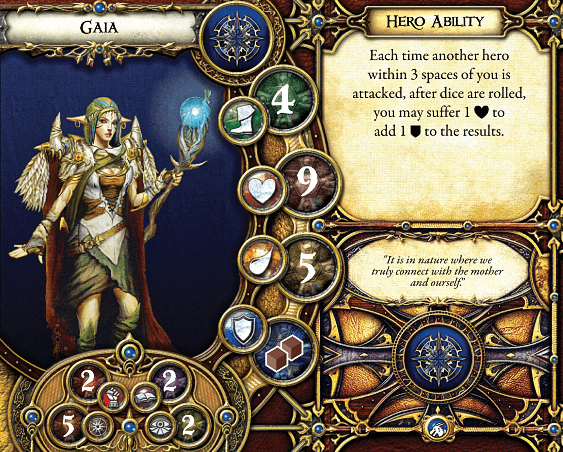 Gaia
Hero Ability
Each time another hero
within 3 spaces of you is
attacked, after dice are rolled,
you may suffer 1 ♥ to
add 1 to the results.
4
9
5
"It is in nature where we
truly connect with the mother
and ourself."
2 2
5 2